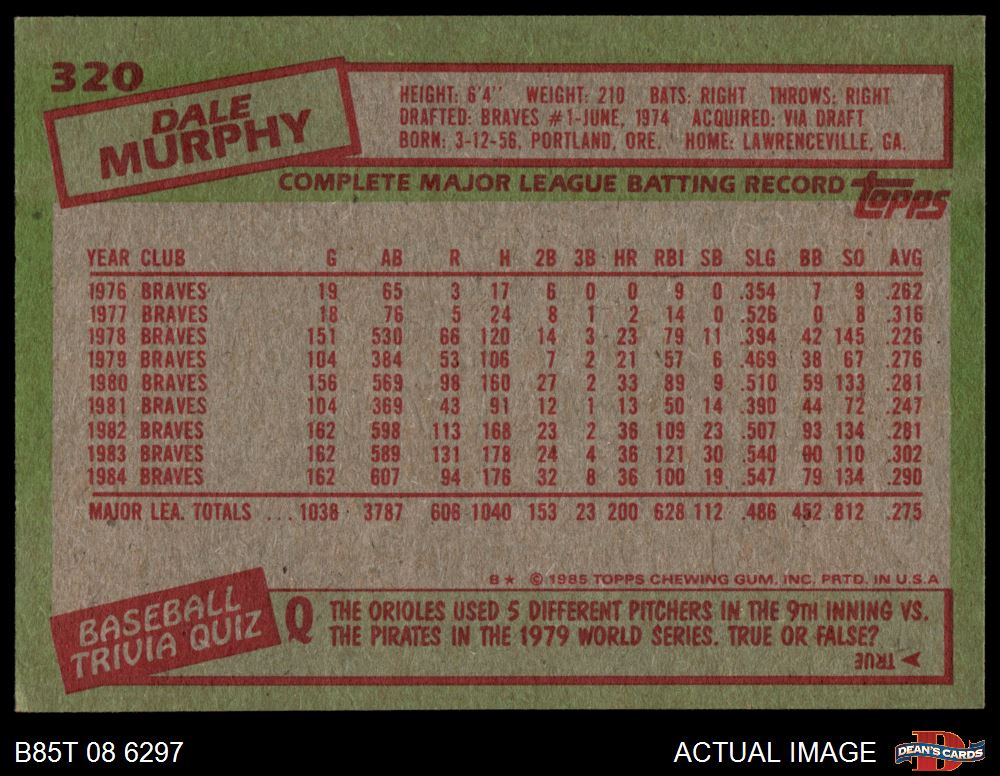 320
DALE
MURPHY
HEIGHT: 6'4" WEIGHT: 210 BATS: RIGHT THROWS: RIGHT
DRAFTED: BRAVES #1-JUNE, 1974 ACQUIRED: VIA DRAFT
BORN: 3-12-56, PORTLAND, ORE. HOME: LAWRENCEVILLE, GA.
COMPLETE MAJOR LEAGUE BATTING RECORD topps
YEAR CLUB G AB R H 2B 3B HR RBI SB SLG BB SO AVG
1976 BRAVES 19 65 3 17 6 0 0 9 0 .354 7 9 .262
1977 BRAVES 18 76 5 24 8 1 2 14 0 .526 0 8 .316
1978 BRAVES 151 530 66 120 14 3 23 79 11 .394 42 145 .226
1979 BRAVES 104 384 53 106 7 2 21 57 6 .469 38 67 .276
1980 BRAVES 156 569 98 160 27 2 33 89 9 .510 59 133 .281
1981 BRAVES 104 369 43 91 12 1 13 50 14 .390 44 72 .247
1982 BRAVES 162 598 113 168 23 2 36 109 23 .507 93 134 .281
1983 BRAVES 162 589 131 178 24 4 36 121 30 .540 90 110 .302
1984 BRAVES 162 607 94 176 32 8 36 100 19 .547 79 134 .290
MAJOR LEA. TOTALS ... 1038 3787 606 1040 153 23 200 628 112 .486 452 812 .275
B★ © 1985 TOPPS CHEWING GUM, INC. PRTD. IN U.S.A
BASEBALL
TRIVIA QUIZ
Q THE ORIOLES USED 5 DIFFERENT PITCHERS IN THE 9TH INNING VS.
THE PIRATES IN THE 1979 WORLD SERIES. TRUE OR FALSE?
TRUE
B85T 08 6297
ACTUAL IMAGE
DEAN'S CARDS